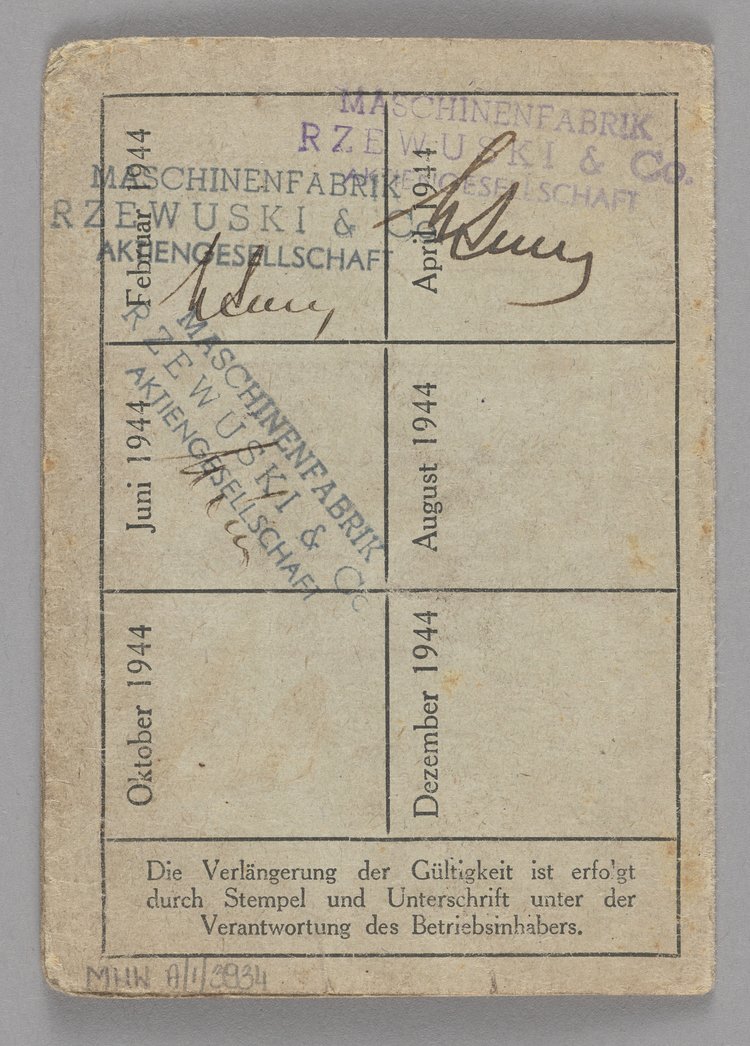 Februar 1944
MASCHINENFABRIK
RZEWUSKI & Co
AKTIENGESELLSCHAFT
April 1944
MASCHINENFABRIK
RZEWUSKI & Co.
AKTIENGESELLSCHAFT
Juni 1944
MASCHINENFABRIK
RZEWUSKI & Co
AKTIENGESELLSCHAFT
August 1944
Oktober 1944
Dezember 1944
Die Verlängerung der Gültigkeit ist erfolgt
durch Stempel und Unterschrift unter der
Verantwortung des Betriebsinhabers.
MHW A/1/3934